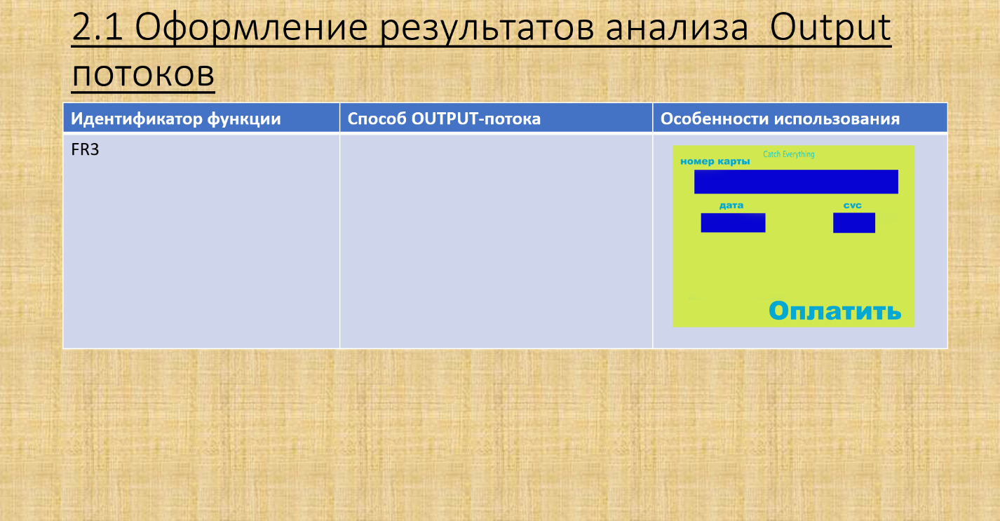 2.1 Оформление результатов анализа  Output
потоков
Идентификатор функции
Способ OUTPUT-потока
Особенности использования
FR3
Catch Everything
номер карты
дата
cvc
Оплатить